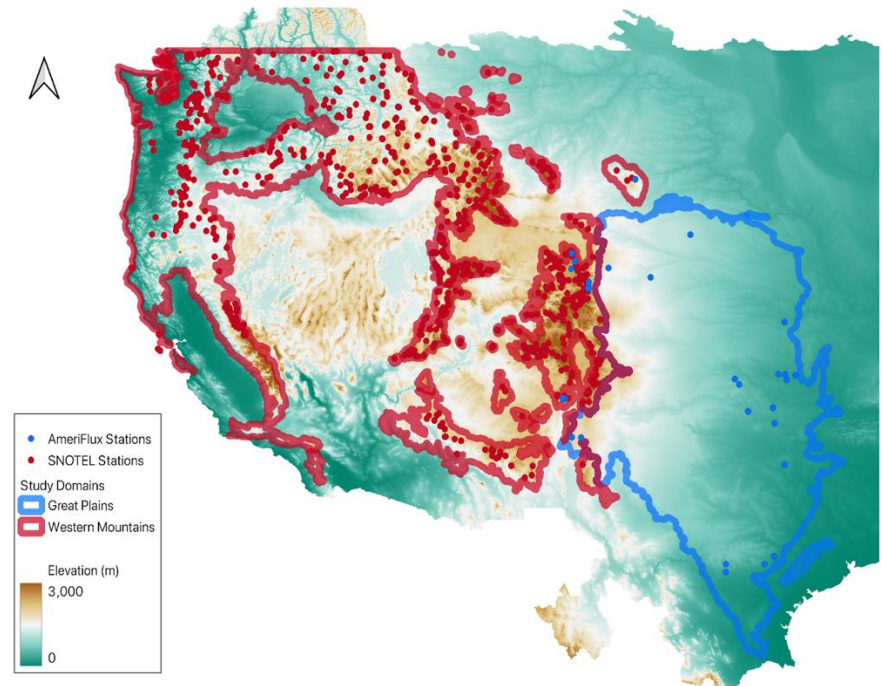 AmeriFlux Stations
SNOTEL Stations
Study Domains
Great Plains
Western Mountains
Elevation (m)
3,000
0